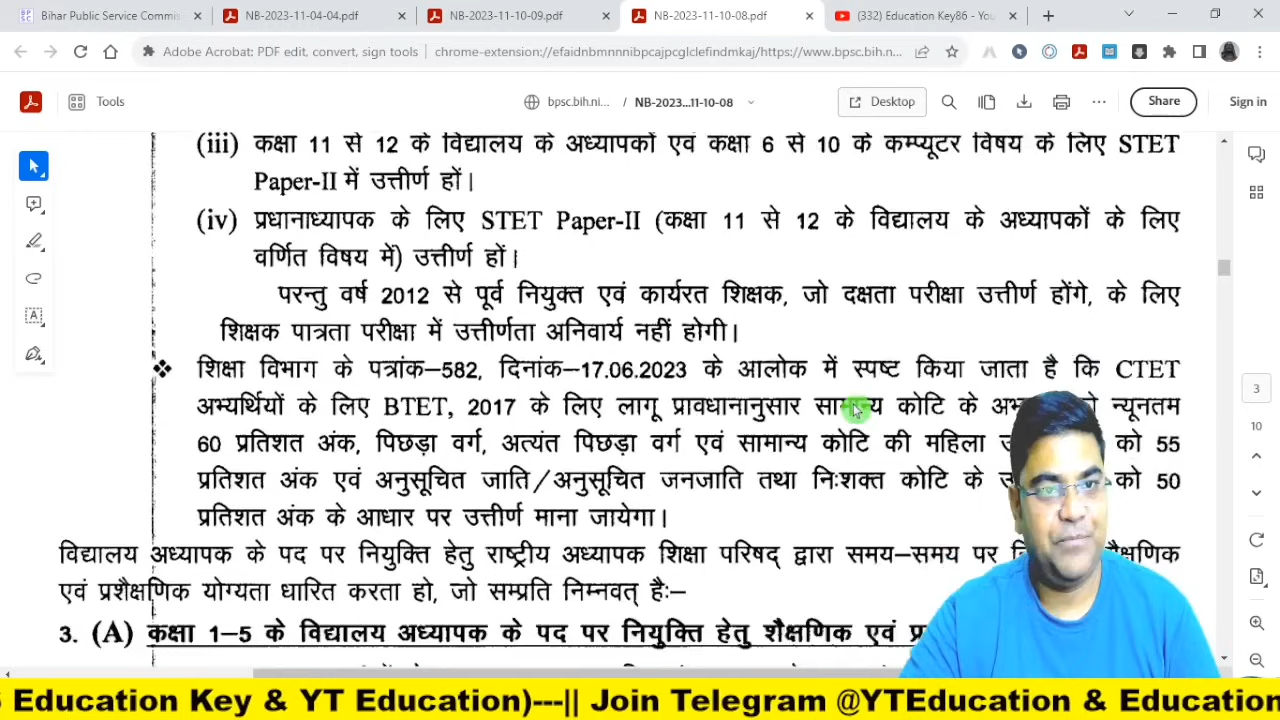 Bihar Public Service Commis
NB-2023-11-04-04.pdf
NB-2023-11-10-09.pdf
NB-2023-11-10-08.pdf
(332) Education Key86 - You
Adobe Acrobat: PDF edit, convert, sign tools
chrome-extension://efaidnbmnnnibpcajpcglclefindmkaj/https://www.bpsc.bih.n...
Tools
bpsc.bih.ni... / NB-2023...11-10-08
Desktop
Share
Sign in
(iii) कक्षा 11 से 12 के विद्यालय के अध्यापकों एवं कक्षा 6 से 10 के कम्प्यूटर विषय के लिए STET
Paper-II में उत्तीर्ण हों।
(iv) प्रधानाध्यापक के लिए STET Paper-II (कक्षा 11 से 12 के विद्यालय के अध्यापकों के लिए
वर्णित विषय में) उत्तीर्ण हों।
परन्तु वर्ष 2012 से पूर्व नियुक्त एवं कार्यरत शिक्षक, जो दक्षता परीक्षा उत्तीर्ण होंगे, के लिए
शिक्षक पात्रता परीक्षा में उत्तीर्णता अनिवार्य नहीं होगी।
❖ शिक्षा विभाग के पत्रांक–582, दिनांक–17.06.2023 के आलोक में स्पष्ट किया जाता है कि CTET
अभ्यर्थियों के लिए BTET, 2017 के लिए लागू प्रावधानानुसार कोटि के न्यूनतम
60 प्रतिशत अंक, पिछड़ा वर्ग, अत्यंत पिछड़ा वर्ग एवं सामान्य कोटि की महिला को 55
प्रतिशत अंक एवं अनुसूचित जाति/अनुसूचित जनजाति तथा निःशक्त कोटि के को 50
प्रतिशत अंक के आधार पर उत्तीर्ण माना जायेगा।
विद्यालय अध्यापक के पद पर नियुक्ति हेतु राष्ट्रीय अध्यापक शिक्षा परिषद् द्वारा समय–समय पर
एवं प्रशैक्षणिक योग्यता धारित करता हो, जो सम्प्रति निम्नवत् हैः–
3. (A) कक्षा 1–5 के विद्यालय अध्यापक के पद पर नियुक्ति हेतु शैक्षणिक एवं
3
10
Education Key & YT Education)---|| Join Telegram @YTEducation & Education